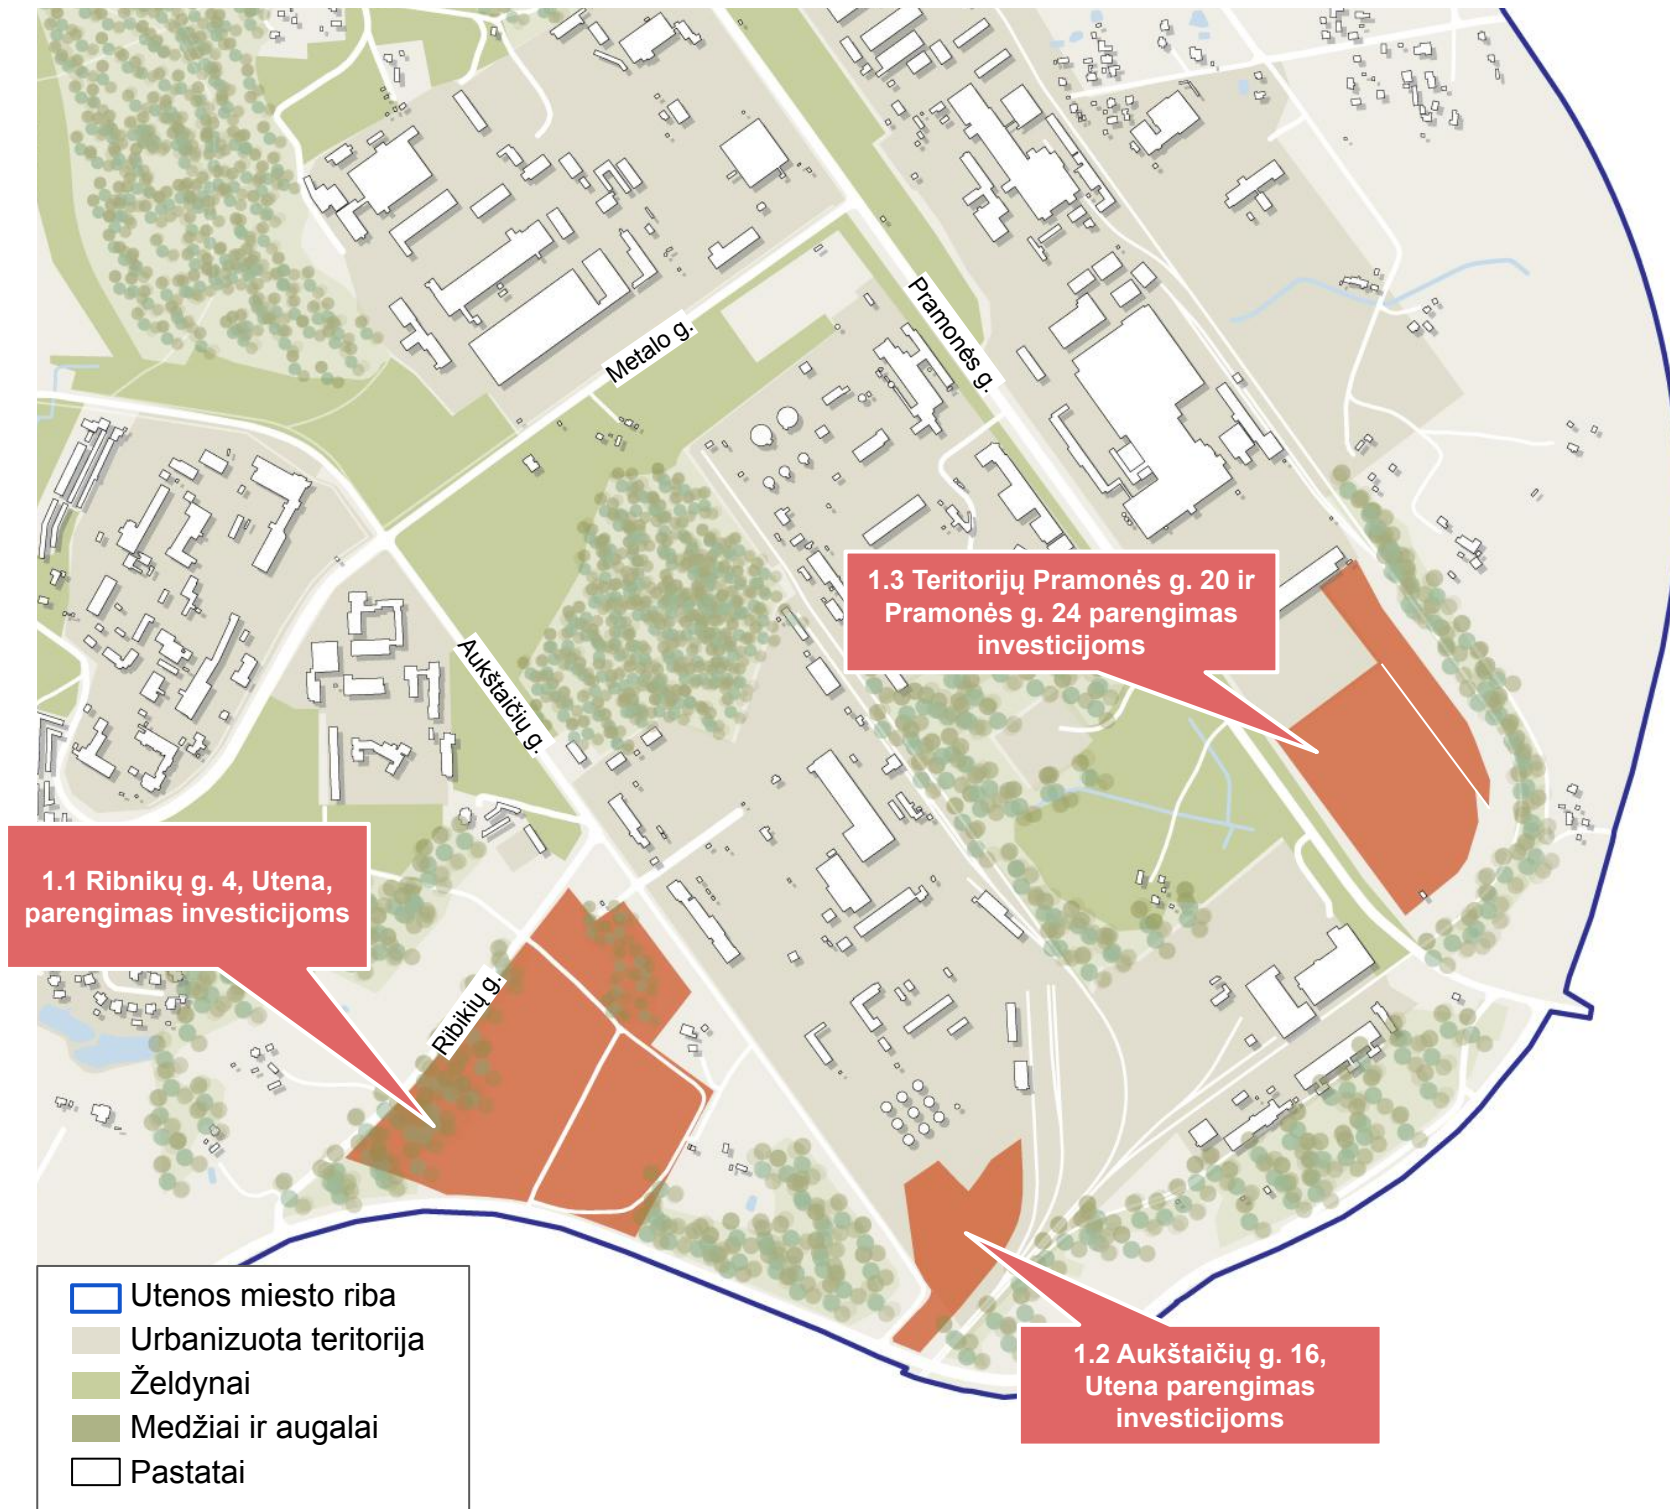 Pramonės g.
Metalo g.
1.3 Teritorijų Pramonės g. 20 ir
Pramonės g. 24 parengimas
investicijoms
Aukštaičių g.
1.1 Ribnikų g. 4, Utena,
parengimas investicijoms
Ribikių g.
1.2 Aukštaičių g. 16,
Utena parengimas
investicijoms
Utenos miesto riba
Urbanizuota teritorija
Želdynai
Medžiai ir augalai
Pastatai